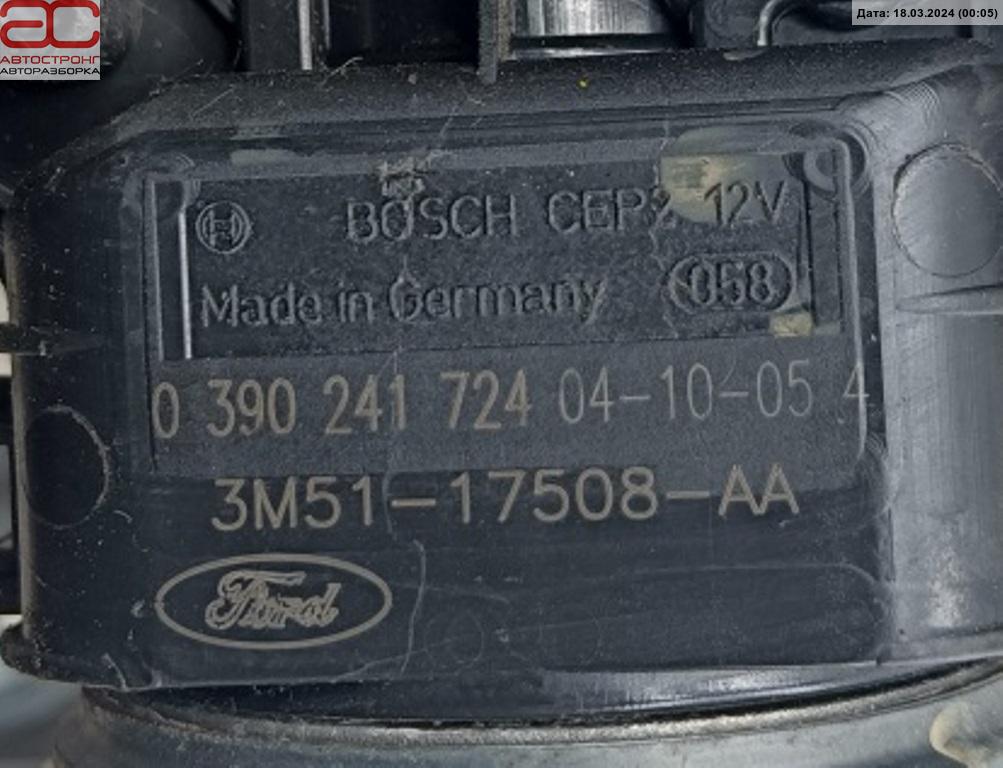 Дата: 18.03.2024 (00:05)
АС
АВТОСТРОНГ
АВТОРАЗБОРКА
BOSCH CEP2 12V
Made in Germany 058
0 390 241 724 04-10-05 4
3M51-17508-AA
Ford